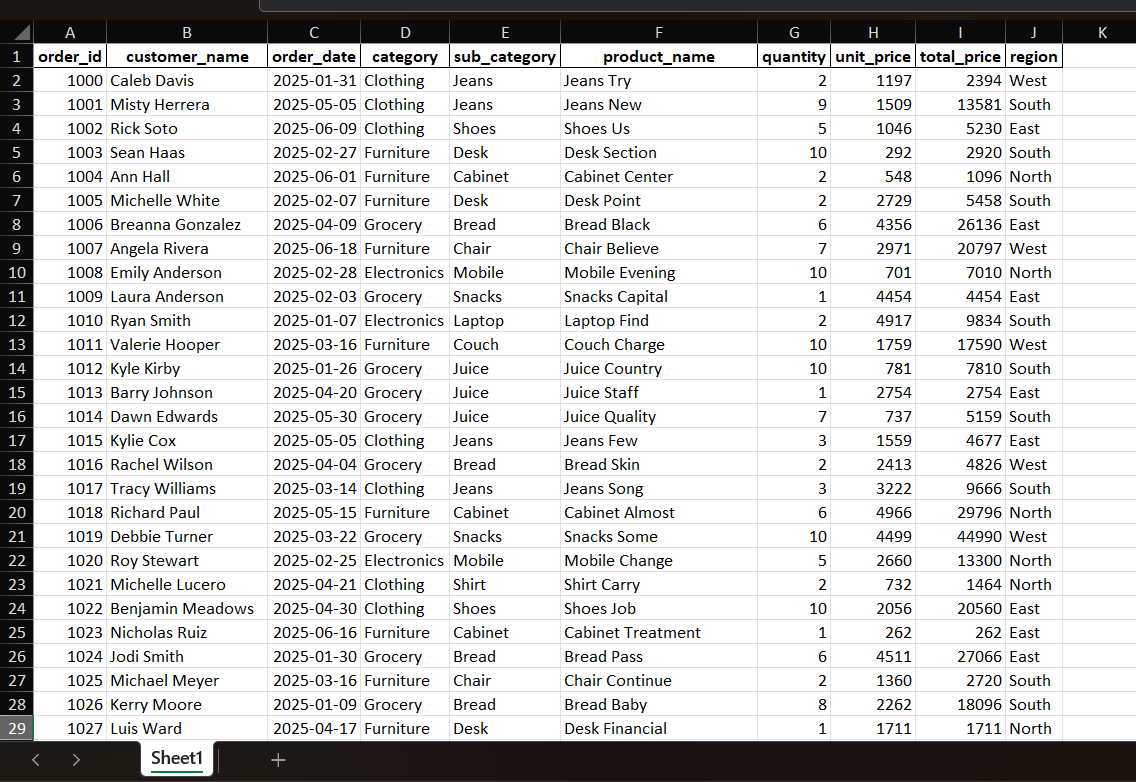 A B C D E F G H I J K
1 order_id customer_name order_date category sub_category product_name quantity unit_price total_price region
2 1000 Caleb Davis 2025-01-31 Clothing Jeans Jeans Try 2 1197 2394 West
3 1001 Misty Herrera 2025-05-05 Clothing Jeans Jeans New 9 1509 13581 South
4 1002 Rick Soto 2025-06-09 Clothing Shoes Shoes Us 5 1046 5230 East
5 1003 Sean Haas 2025-02-27 Furniture Desk Desk Section 10 292 2920 South
6 1004 Ann Hall 2025-06-01 Furniture Cabinet Cabinet Center 2 548 1096 North
7 1005 Michelle White 2025-02-07 Furniture Desk Desk Point 2 2729 5458 South
8 1006 Breanna Gonzalez 2025-04-09 Grocery Bread Bread Black 6 4356 26136 East
9 1007 Angela Rivera 2025-06-18 Furniture Chair Chair Believe 7 2971 20797 West
10 1008 Emily Anderson 2025-02-28 Electronics Mobile Mobile Evening 10 701 7010 North
11 1009 Laura Anderson 2025-02-03 Grocery Snacks Snacks Capital 1 4454 4454 East
12 1010 Ryan Smith 2025-01-07 Electronics Laptop Laptop Find 2 4917 9834 South
13 1011 Valerie Hooper 2025-03-16 Furniture Couch Couch Charge 10 1759 17590 West
14 1012 Kyle Kirby 2025-01-26 Grocery Juice Juice Country 10 781 7810 South
15 1013 Barry Johnson 2025-04-20 Grocery Juice Juice Staff 1 2754 2754 East
16 1014 Dawn Edwards 2025-05-30 Grocery Juice Juice Quality 7 737 5159 South
17 1015 Kylie Cox 2025-05-05 Clothing Jeans Jeans Few 3 1559 4677 East
18 1016 Rachel Wilson 2025-04-04 Grocery Bread Bread Skin 2 2413 4826 West
19 1017 Tracy Williams 2025-03-14 Clothing Jeans Jeans Song 3 3222 9666 South
20 1018 Richard Paul 2025-05-15 Furniture Cabinet Cabinet Almost 6 4966 29796 North
21 1019 Debbie Turner 2025-03-22 Grocery Snacks Snacks Some 10 4499 44990 West
22 1020 Roy Stewart 2025-02-25 Electronics Mobile Mobile Change 5 2660 13300 North
23 1021 Michelle Lucero 2025-04-21 Clothing Shirt Shirt Carry 2 732 1464 North
24 1022 Benjamin Meadows 2025-04-30 Clothing Shoes Shoes Job 10 2056 20560 East
25 1023 Nicholas Ruiz 2025-06-16 Furniture Cabinet Cabinet Treatment 1 262 262 East
26 1024 Jodi Smith 2025-01-30 Grocery Bread Bread Pass 6 4511 27066 East
27 1025 Michael Meyer 2025-03-16 Furniture Chair Chair Continue 2 1360 2720 South
28 1026 Kerry Moore 2025-01-09 Grocery Bread Bread Baby 8 2262 18096 South
29 1027 Luis Ward 2025-04-17 Furniture Desk Desk Financial 1 1711 1711 North
Sheet1